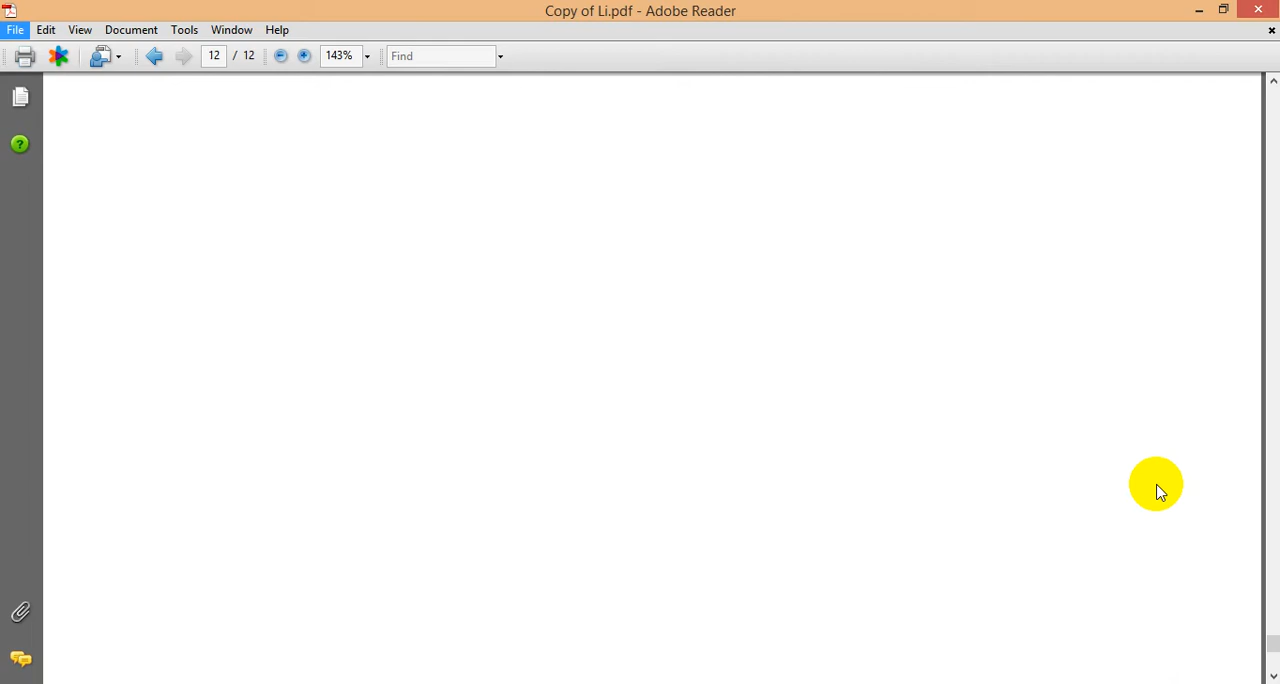 Copy of Li.pdf - Adobe Reader
File Edit View Document Tools Window Help
12 / 12 143% Find